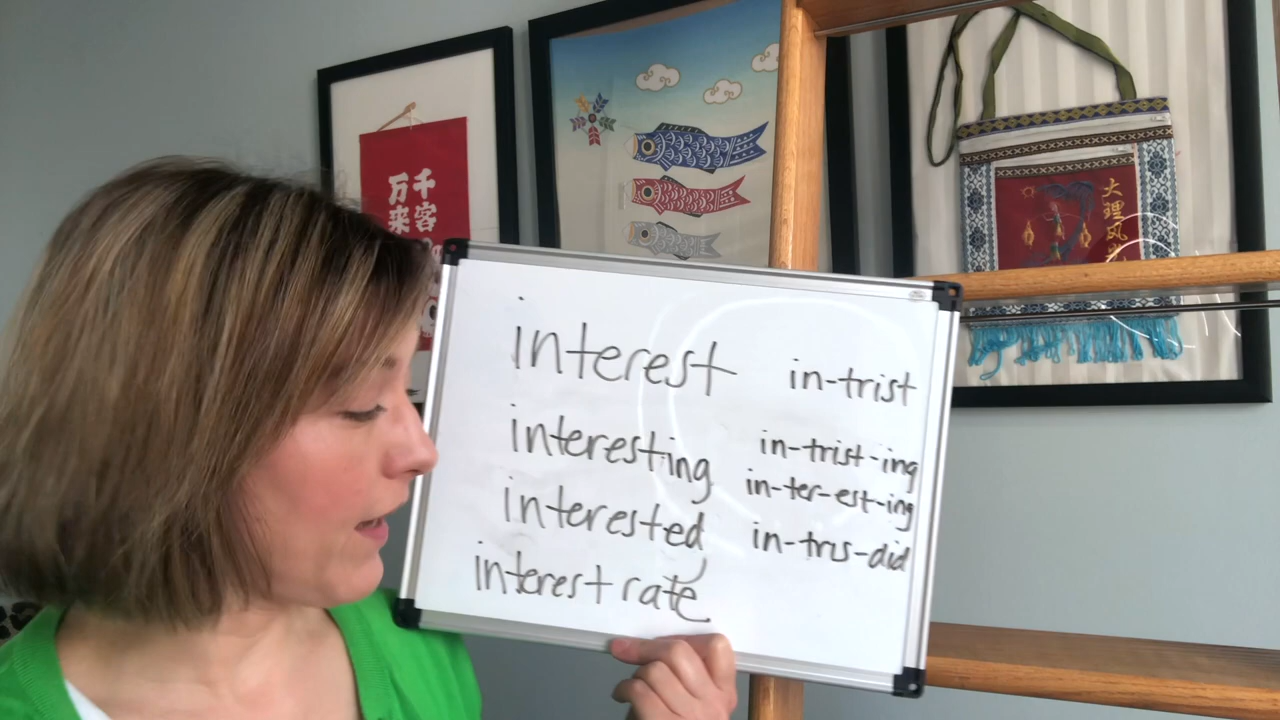 千客
万来
大理风
interest in-trist
interesting in-trist-ing
in-ter-est-ing
interested in-tris-did
interest rate